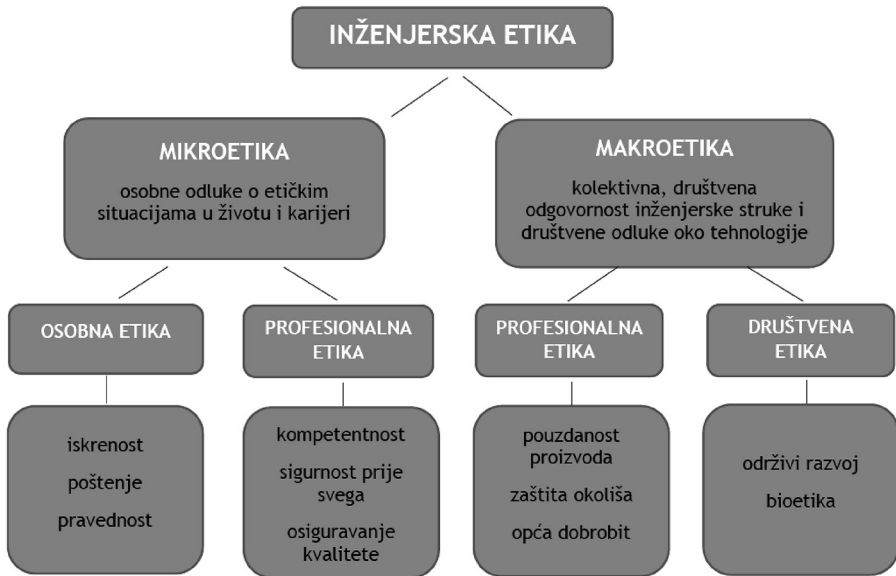 INŽENJERSKA ETIKA
MIKROETIKA
osobne odluke o etičkim
situacijama u životu i karijeri
MAKROETIKA
kolektivna, društvena
odgovornost inženjerske struke i
društvene odluke oko tehnologije
OSOBNA ETIKA
PROFESIONALNA
ETIKA
PROFESIONALNA
ETIKA
DRUŠTVENA
ETIKA
iskrenost
poštenje
pravednost
kompetentnost
sigurnost prije
svega
osiguravanje
kvalitete
pouzdanost
proizvoda
zaštita okoliša
opća dobrobit
održivi razvoj
bioetika